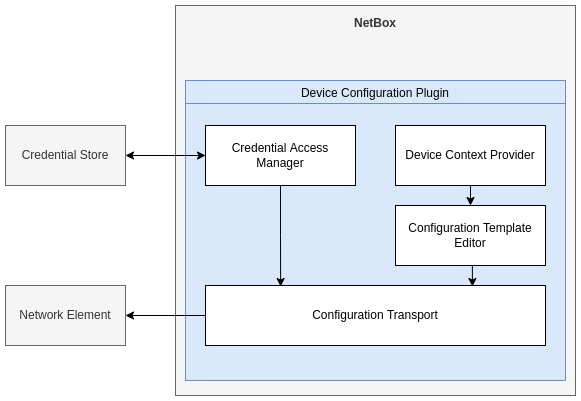 NetBox
Device Configuration Plugin
Credential Store
Credential Access
Manager
Device Context Provider
Configuration Template
Editor
Network Element
Configuration Transport